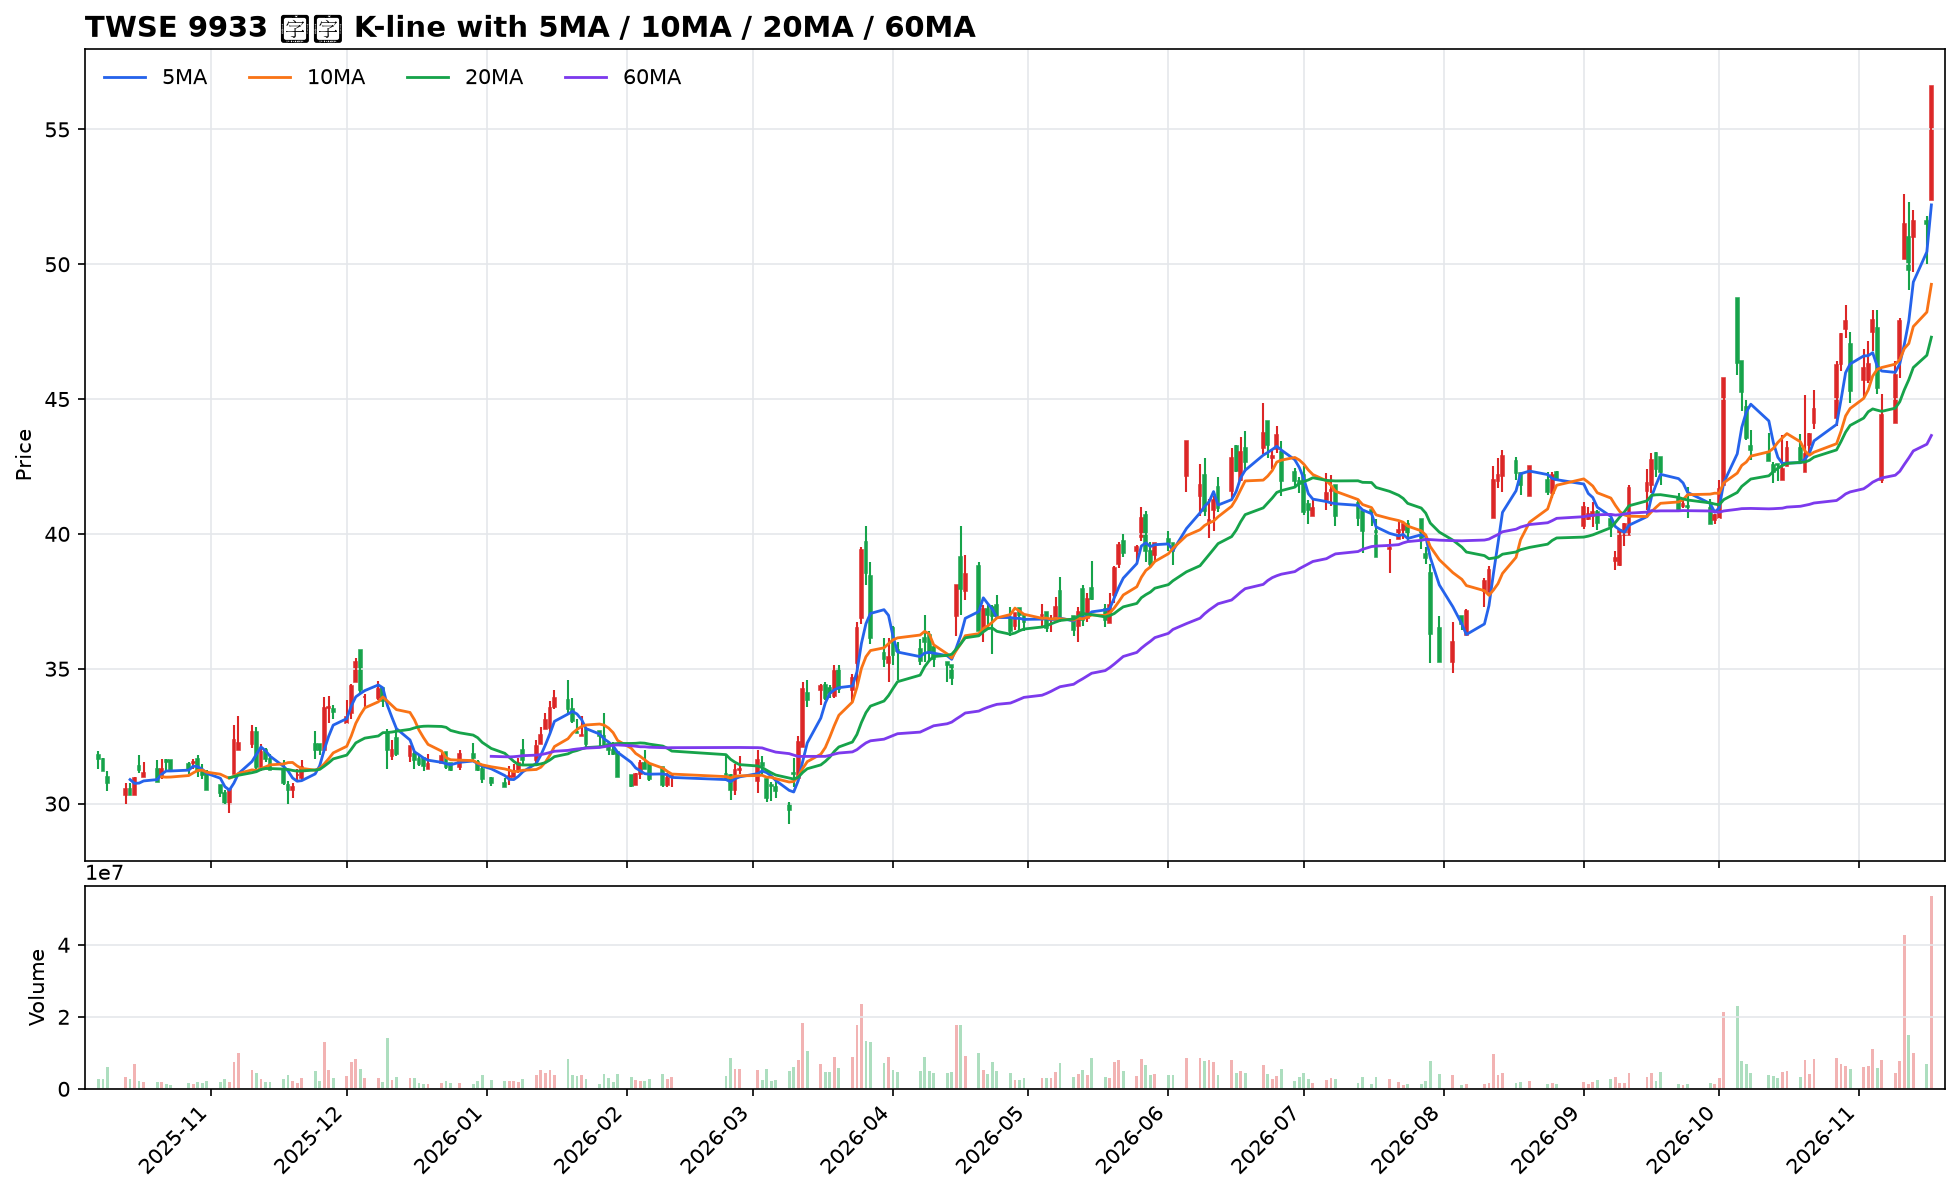 TWSE 9933 字字 K-line with 5MA / 10MA / 20MA / 60MA
5MA 10MA 20MA 60MA
Price
55
50
45
40
35
30
1e7
Volume
4
2
0
2025-11 2025-12 2026-01 2026-02 2026-03 2026-04 2026-05 2026-06 2026-07 2026-08 2026-09 2026-10 2026-11